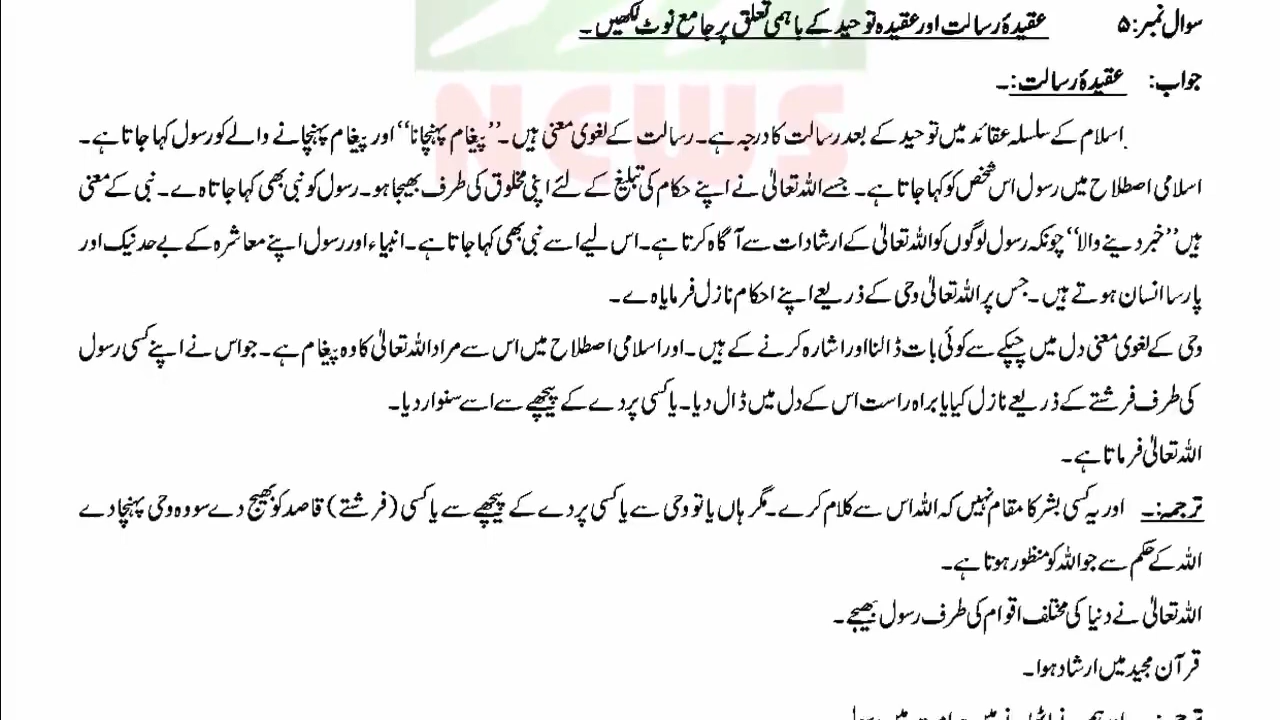 سوال نمبر: ۵ عقیدۂ رسالت اور عقیدہ توحید کے باہمی تعلق پر جامع نوٹ لکھیں۔
جواب: عقیدۂ رسالت:۔
اسلام کے سلسلہ عقائد میں توحید کے بعد رسالت کا درجہ ہے۔ رسالت کے لغوی معنی ہیں۔ ’’پیغام پہنچانا‘‘ اور پیغام پہنچانے والے کو رسول کہا جاتا ہے۔
اسلامی اصطلاح میں رسول اس شخص کو کہا جاتا ہے۔ جسے اللہ تعالیٰ نے اپنے حکام کی تبلیغ کے لئے اپنی مخلوق کی طرف بھیجا ہو۔ رسول کو نبی بھی کہا جاتا ہ ے۔ نبی کے معنی
ہیں ’’خبر دینے والا‘‘ چونکہ رسول لوگوں کو اللہ تعالیٰ کے ارشادات سے آگاہ کرتا ہے۔ اس لیے اسے نبی بھی کہا جاتا ہے۔ انبیاء اور رسول اپنے معاشرہ کے بے حد نیک اور
پارسا انسان ہوتے ہیں۔ جس پر اللہ تعالیٰ وحی کے ذریعے اپنے احکام نازل فرمایا ہ ے۔
وحی کے لغوی معنی دل میں چپکے سے کوئی بات ڈالنا اور اشارہ کرنے کے ہیں۔ اور اسلامی اصطلاح میں اس سے مراد اللہ تعالیٰ کا وہ پیغام ہے۔ جو اس نے اپنے کسی رسول
کی طرف فرشتے کے ذریعے نازل کیا یا براہ راست اس کے دل میں ڈال دیا۔ یا کسی پردے کے پیچھے سے اسے سنوار دیا۔
اللہ تعالیٰ فرماتا ہے۔
ترجمہ:۔ اور یہ کسی بشر کا مقام نہیں کہ اللہ اس سے کلام کرے۔ مگر ہاں یا تو وحی سے یا کسی پردے کے پیچھے سے یا کسی (فرشتے) قاصد کو بھیج دے سو وہ وحی پہنچا دے
اللہ کے حکم سے جو اللہ کو منظور ہوتا ہے۔
اللہ تعالیٰ نے دنیا کی مختلف اقوام کی طرف رسول بھیجے۔
قرآن مجید میں ارشاد ہوا۔
NEWS